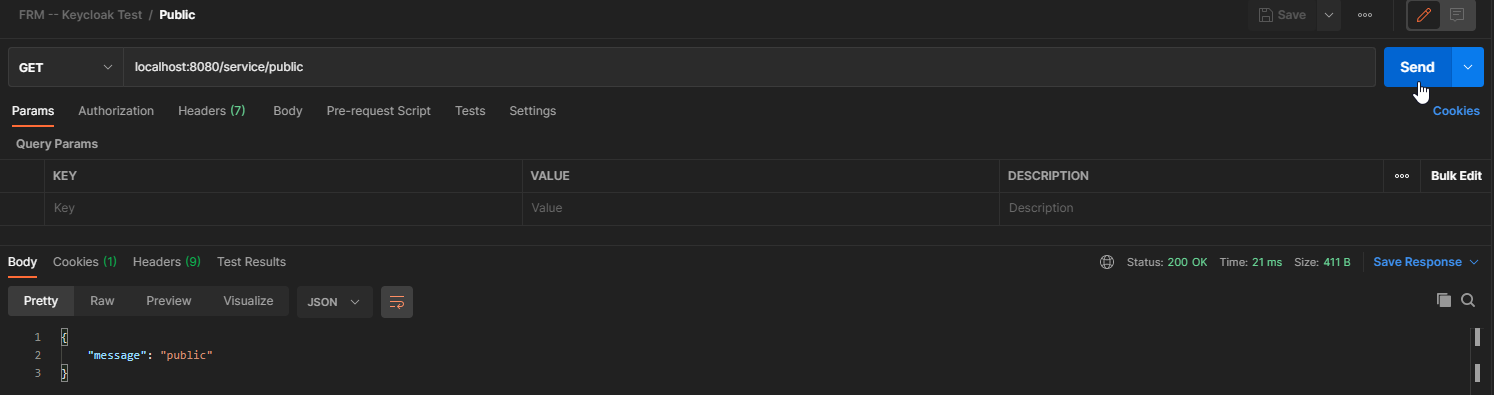 FRM -- Keycloak Test / Public
Save
GET localhost:8080/service/public Send
Params Authorization Headers (7) Body Pre-request Script Tests Settings Cookies
Query Params
KEY VALUE DESCRIPTION Bulk Edit
Key Value Description
Body Cookies (1) Headers (9) Test Results Status: 200 OK Time: 21 ms Size: 411 B Save Response
Pretty Raw Preview Visualize JSON
1 {
2 "message": "public"
3 }